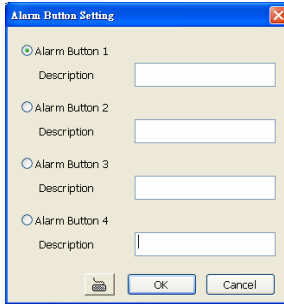 Alarm Button Setting
Alarm Button 1
Description
Alarm Button 2
Description
Alarm Button 3
Description
Alarm Button 4
Description
OK Cancel